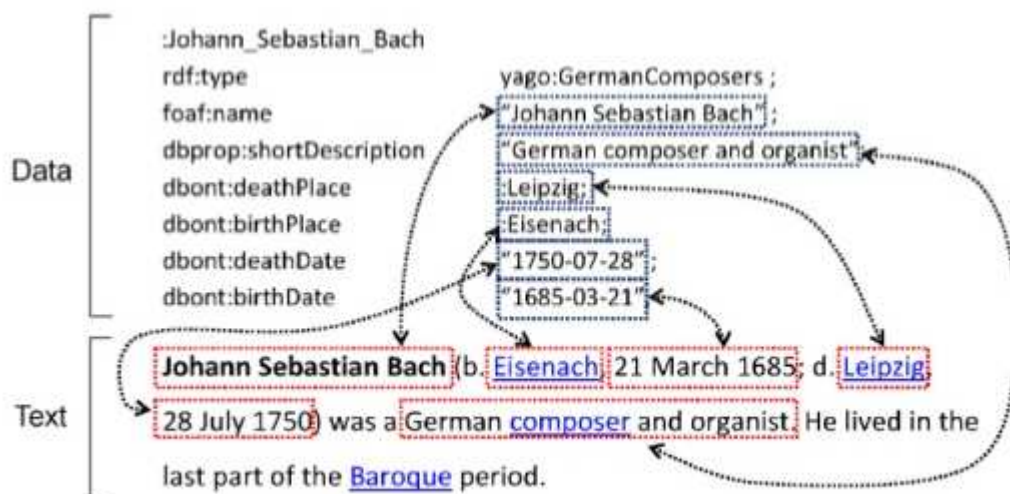 :Johann_Sebastian_Bach
rdf:type yago:GermanComposers ;
foaf:name "Johann Sebastian Bach" ;
dbprop:shortDescription "German composer and organist"
Data
dbont:deathPlace :Leipzig;
dbont:birthPlace :Eisenach;
dbont:deathDate "1750-07-28" ;
dbont:birthDate "1685-03-21"
Johann Sebastian Bach (b. Eisenach, 21 March 1685; d. Leipzig,
Text
28 July 1750) was a German composer and organist. He lived in the
last part of the Baroque period.